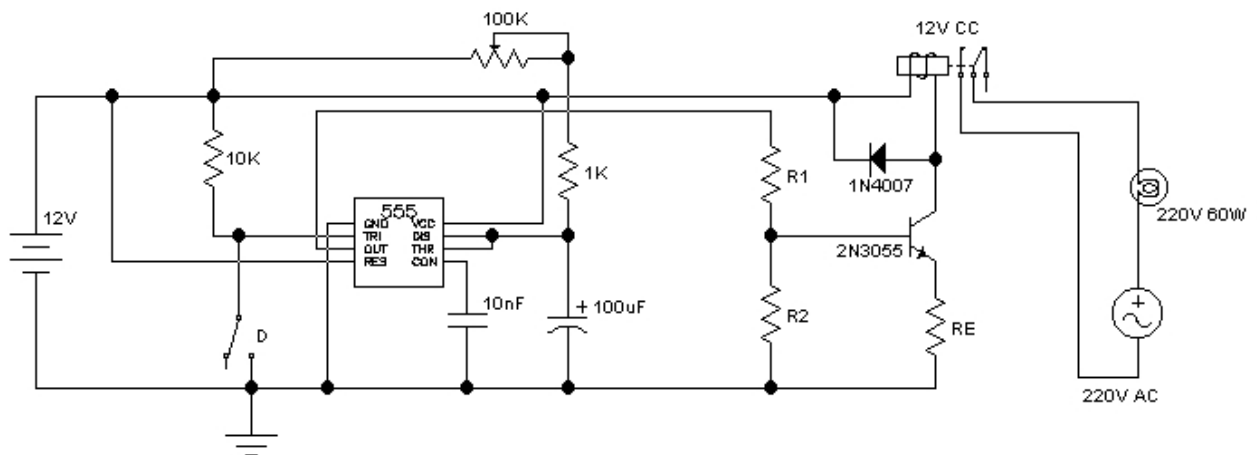 100K
12V CC
10K
1K
R1
1N4007
555
GND VCC
TRI DIS
OUT THR
RES CON
12V
220V 60W
2N3055
10nF
+ 100uF
R2
RE
D
+
220V AC